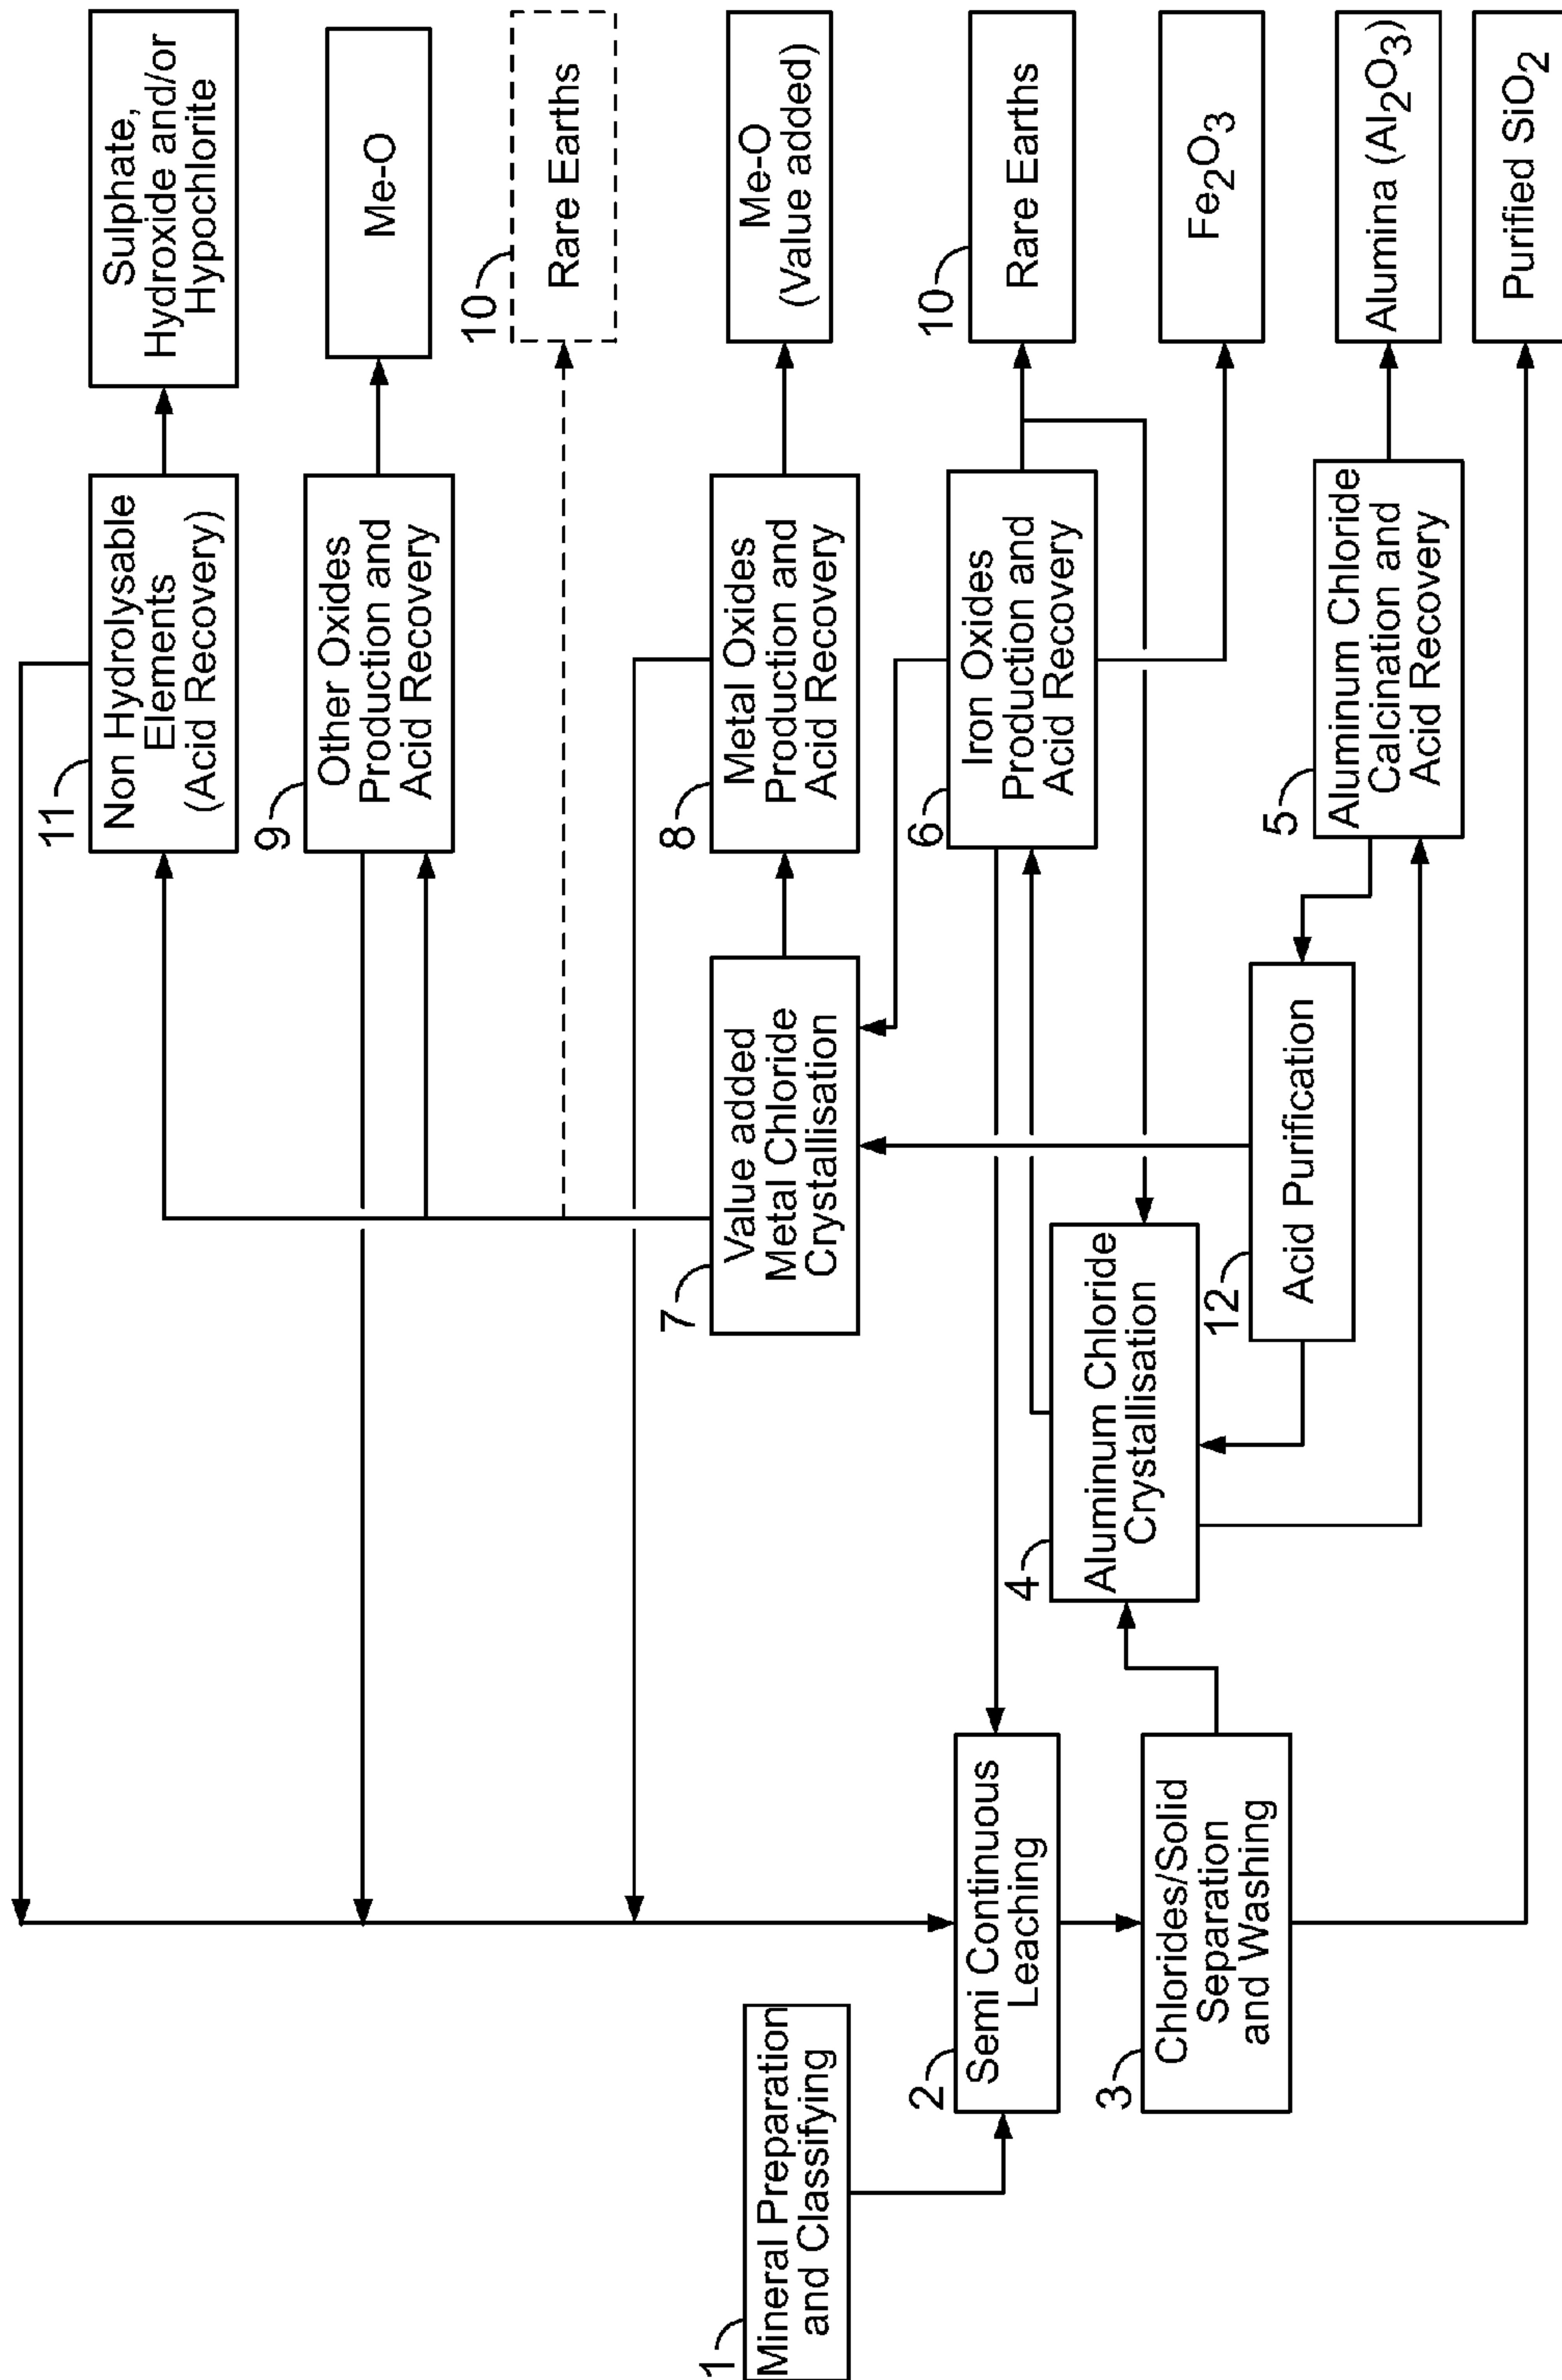 1
Mineral Preparation
and Classifying
2
Semi Continuous
Leaching
3
Chlorides/Solid
Separation
and Washing
4
Aluminum Chloride
Crystallisation
12
Acid Purification
7
Value added
Metal Chloride
Crystallisation
11
Non Hydrolysable
Elements
(Acid Recovery)
9
Other Oxides
Production and
Acid Recovery
8
Metal Oxides
Production and
Acid Recovery
6
Iron Oxides
Production and
Acid Recovery
5
Aluminum Chloride
Calcination and
Acid Recovery
Sulphate,
Hydroxide and/or
Hypochlorite
Me-O
10
Rare Earths
Me-O
(Value added)
10
Rare Earths
Fe2O3
Alumina (Al2O3)
Purified SiO2